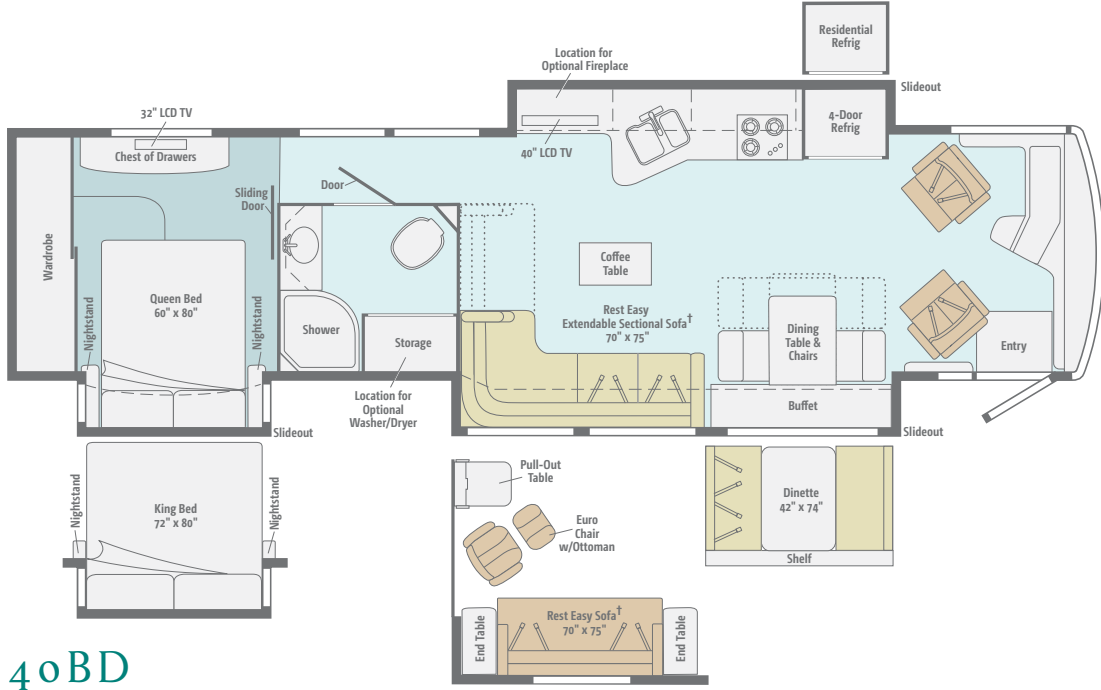 Residential
Refrig
Location for
Optional Fireplace
Slideout
32" LCD TV
Chest of Drawers
40" LCD TV
4-Door
Refrig
Door
Sliding
Door
Wardrobe
Queen Bed
60" x 80"
Nightstand
Nightstand
Shower
Storage
Location for
Optional
Washer/Dryer
Coffee
Table
Rest Easy
Extendable Sectional Sofa†
70" x 75"
Dining
Table &
Chairs
Entry
Buffet
Slideout
Slideout
King Bed
72" x 80"
Nightstand
Nightstand
Pull-Out
Table
Euro
Chair
w/Ottoman
Dinette
42" x 74"
Shelf
Rest Easy Sofa†
70" x 75"
End Table
End Table
40BD